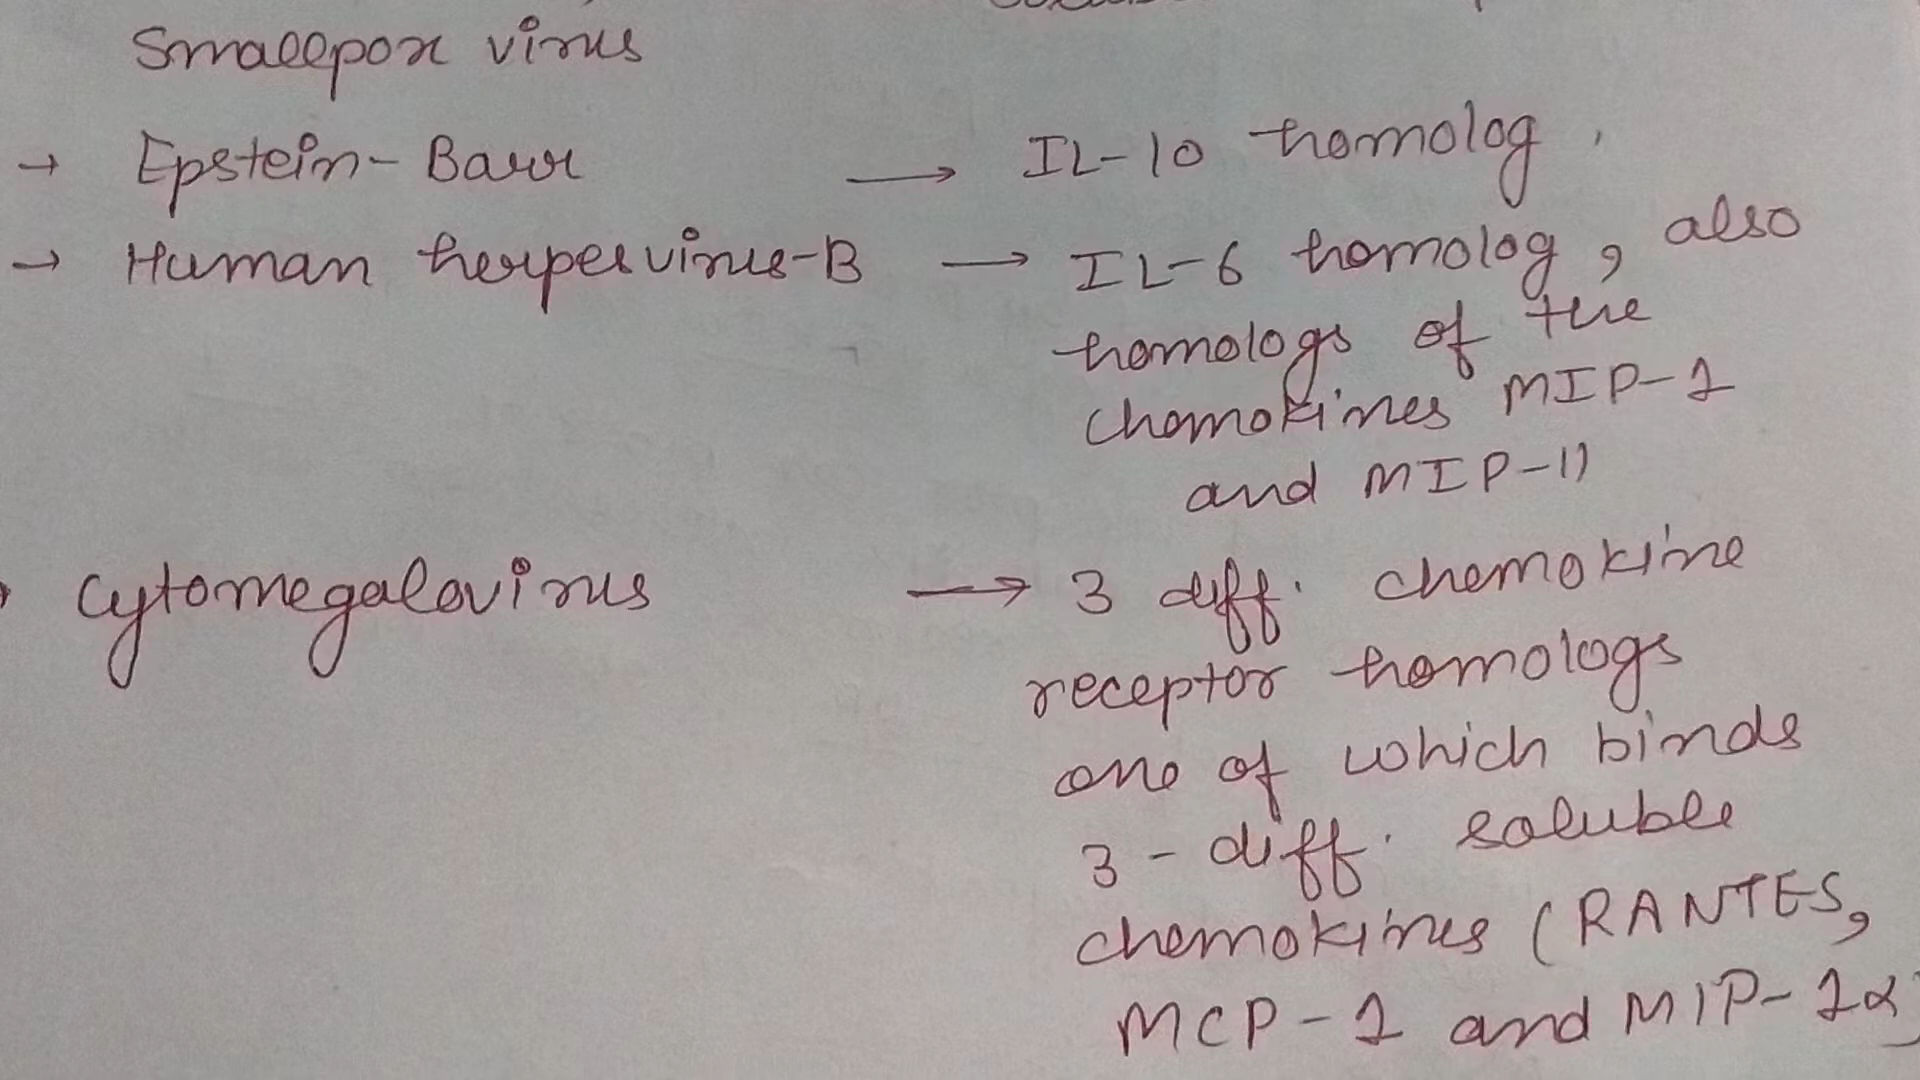 Smallpox virus
→ Epstein-Barr → IL-10 homolog.
→ Human herpesvirus-B → IL-6 homolog, also
homologs of the
chemokines MIP-1
and MIP-11
Cytomegalovirus → 3 diff. chemokine
receptor homologs
one of which binds
3-diff. soluble
chemokines (RANTES,
MCP-1 and MIP-1α)